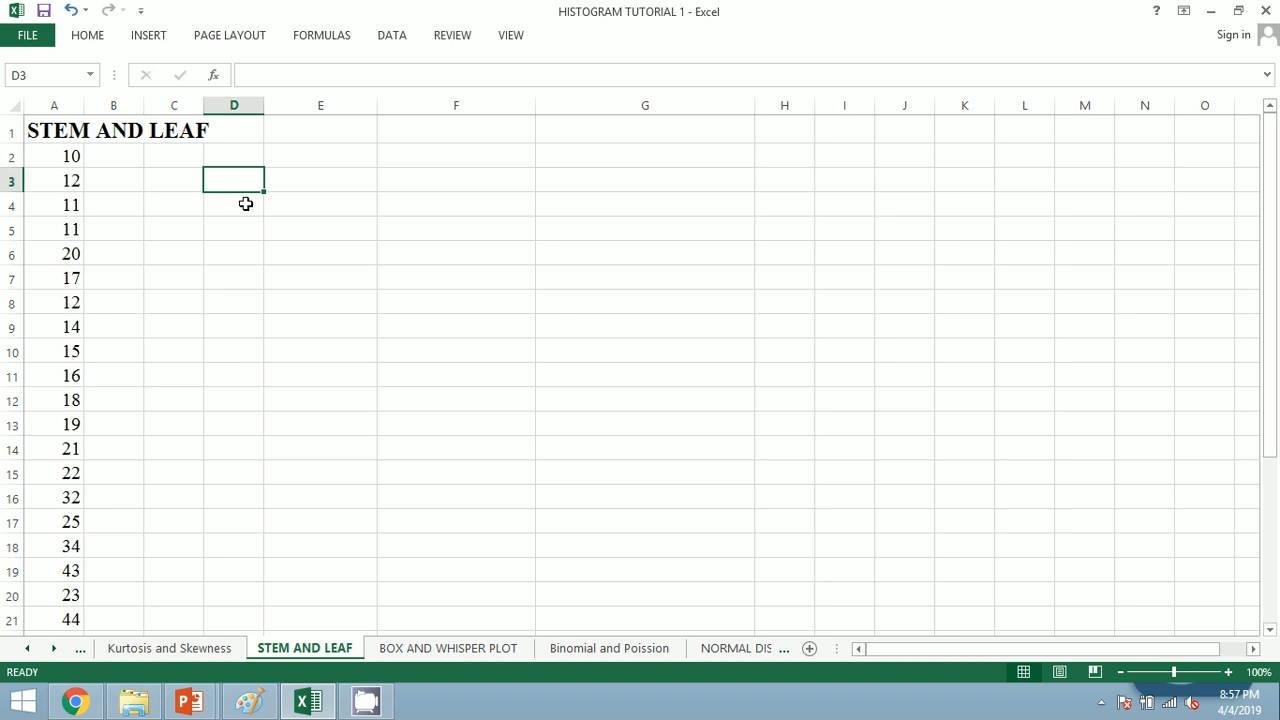 HISTOGRAM TUTORIAL 1 - Excel
?
FILE HOME INSERT PAGE LAYOUT FORMULAS DATA REVIEW VIEW Sign in
D3 fx
A B C D E F G H I J K L M N O
1 STEM AND LEAF
2 10
3 12
4 11
5 11
6 20
7 17
8 12
9 14
10 15
11 16
12 18
13 19
14 21
15 22
16 32
17 25
18 34
19 43
20 23
21 44
... Kurtosis and Skewness STEM AND LEAF BOX AND WHISPER PLOT Binomial and Poission NORMAL DIS ...
READY 100%
8:57 PM
4/4/2019